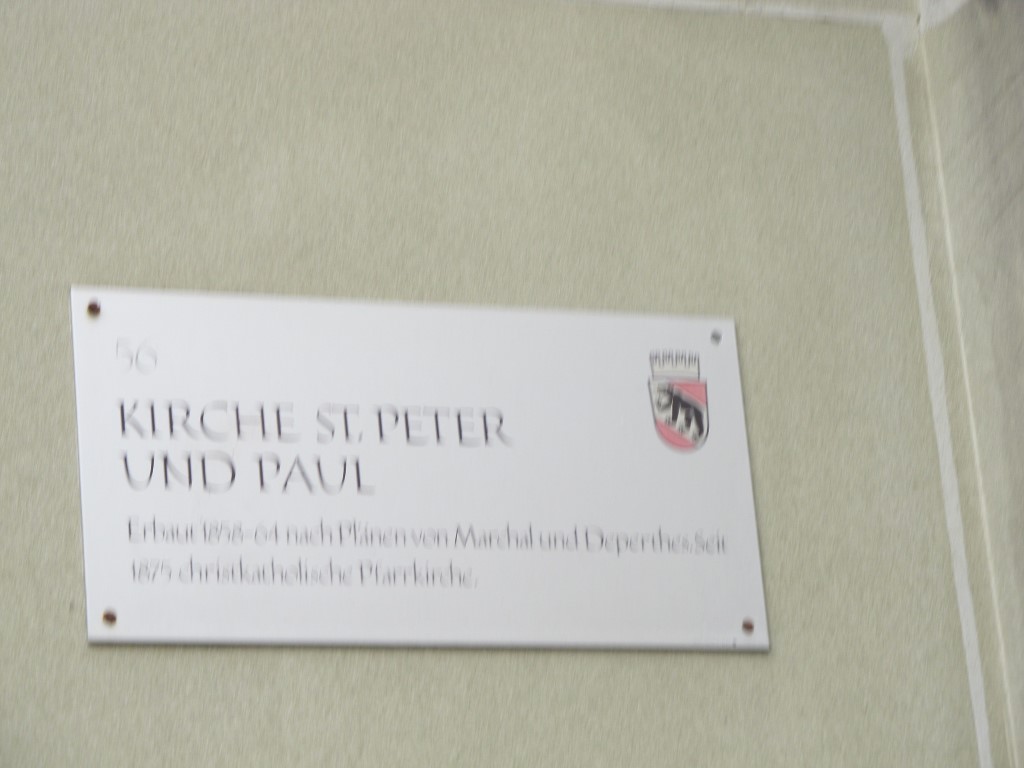 56
KIRCHE ST. PETER
UND PAUL
Erbaut 1858-64 nach Plänen von Marchal und Deperthes. Seit
1875 christkatholische Pfarrkirche.